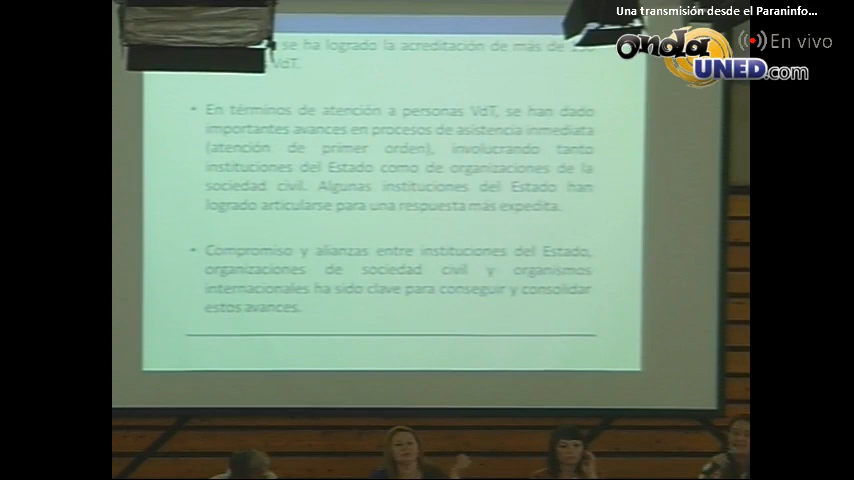 Una transmisión desde el Paraninfo...
onda
UNED.com
En vivo
se ha logrado la acreditación de más de
VdT.
• En términos de atención a personas VdT, se han dado
importantes avances en procesos de asistencia inmediata
(atención de primer orden), involucrando tanto
instituciones del Estado como de organizaciones de la
sociedad civil. Algunas instituciones del Estado han
logrado articularse para una respuesta más expedita.
• Compromiso y alianzas entre instituciones del Estado,
organizaciones de sociedad civil y organismos
internacionales ha sido clave para conseguir y consolidar
estos avances.